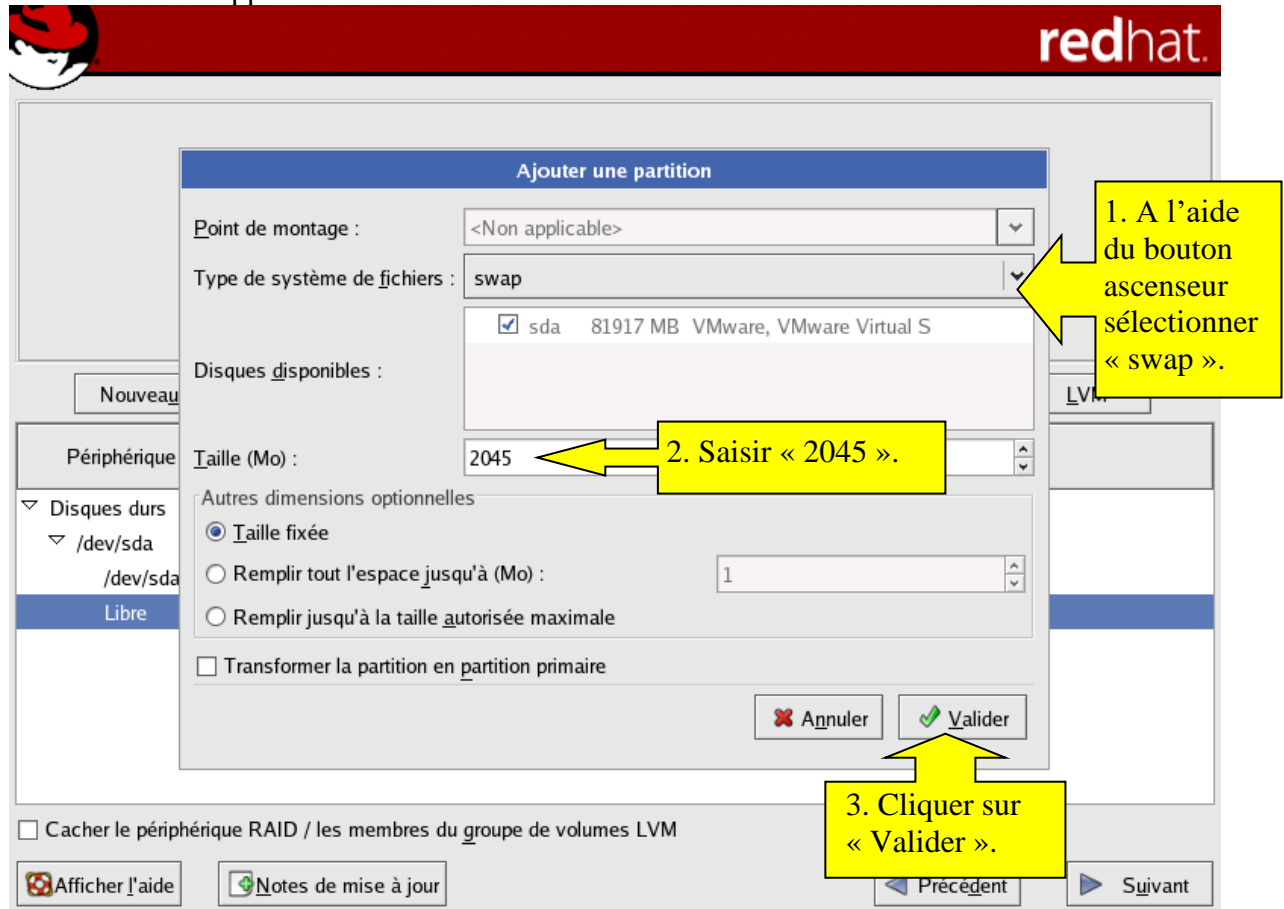 redhat.
Ajouter une partition
Point de montage :
<Non applicable>
Type de système de fichiers :
swap
1. A l’aide
du bouton
ascenseur
sélectionner
« swap ».
Disques disponibles :
sda 81917 MB VMware, VMware Virtual S
Nouveau
LVM
Périphérique
Taille (Mo) :
2045
2. Saisir « 2045 ».
Autres dimensions optionnelles
Taille fixée
Remplir tout l'espace jusqu'à (Mo) :
1
Remplir jusqu'à la taille autorisée maximale
Transformer la partition en partition primaire
Disques durs
/dev/sda
/dev/sda
Libre
Annuler
Valider
3. Cliquer sur
« Valider ».
Cacher le périphérique RAID / les membres du groupe de volumes LVM
Afficher l'aide
Notes de mise à jour
Précédent
Suivant